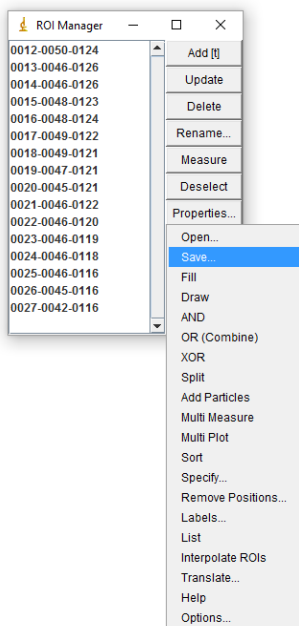 ROI Manager
0012-0050-0124
0013-0046-0126
0014-0046-0126
0015-0048-0123
0016-0048-0124
0017-0049-0122
0018-0049-0121
0019-0047-0121
0020-0045-0121
0021-0046-0122
0022-0046-0120
0023-0046-0119
0024-0046-0118
0025-0046-0116
0026-0045-0116
0027-0042-0116
Add [t]
Update
Delete
Rename...
Measure
Deselect
Properties...
Open...
Save...
Fill
Draw
AND
OR (Combine)
XOR
Split
Add Particles
Multi Measure
Multi Plot
Sort
Specify...
Remove Positions...
Labels...
List
Interpolate ROIs
Translate...
Help
Options...